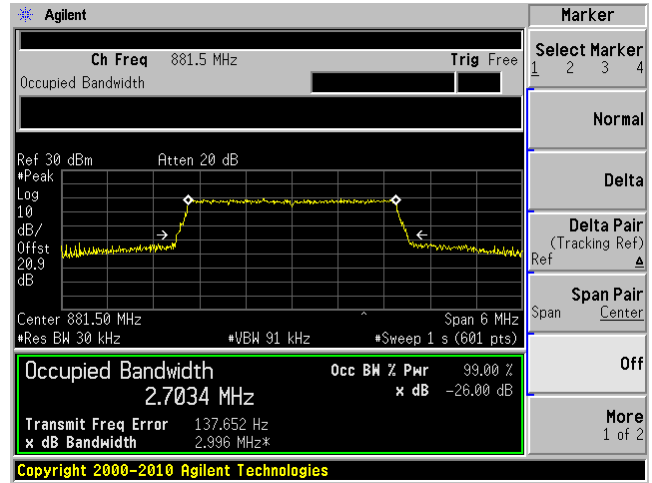 Agilent
Marker
Ch Freq 881.5 MHz Trig Free
Occupied Bandwidth
Select Marker
1 2 3 4
Normal
Delta
Delta Pair
(Tracking Ref)
Ref Δ
Span Pair
Span Center
Off
More
1 of 2
Ref 30 dBm Atten 20 dB
#Peak
Log
10
dB/
Offst
20.9
dB
Center 881.50 MHz Span 6 MHz
#Res BW 30 kHz #VBW 91 kHz #Sweep 1 s (601 pts)
Occupied Bandwidth Occ BW % Pwr 99.00 %
2.7034 MHz x dB -26.00 dB
Transmit Freq Error 137.652 Hz
x dB Bandwidth 2.996 MHz*
Copyright 2000-2010 Agilent Technologies